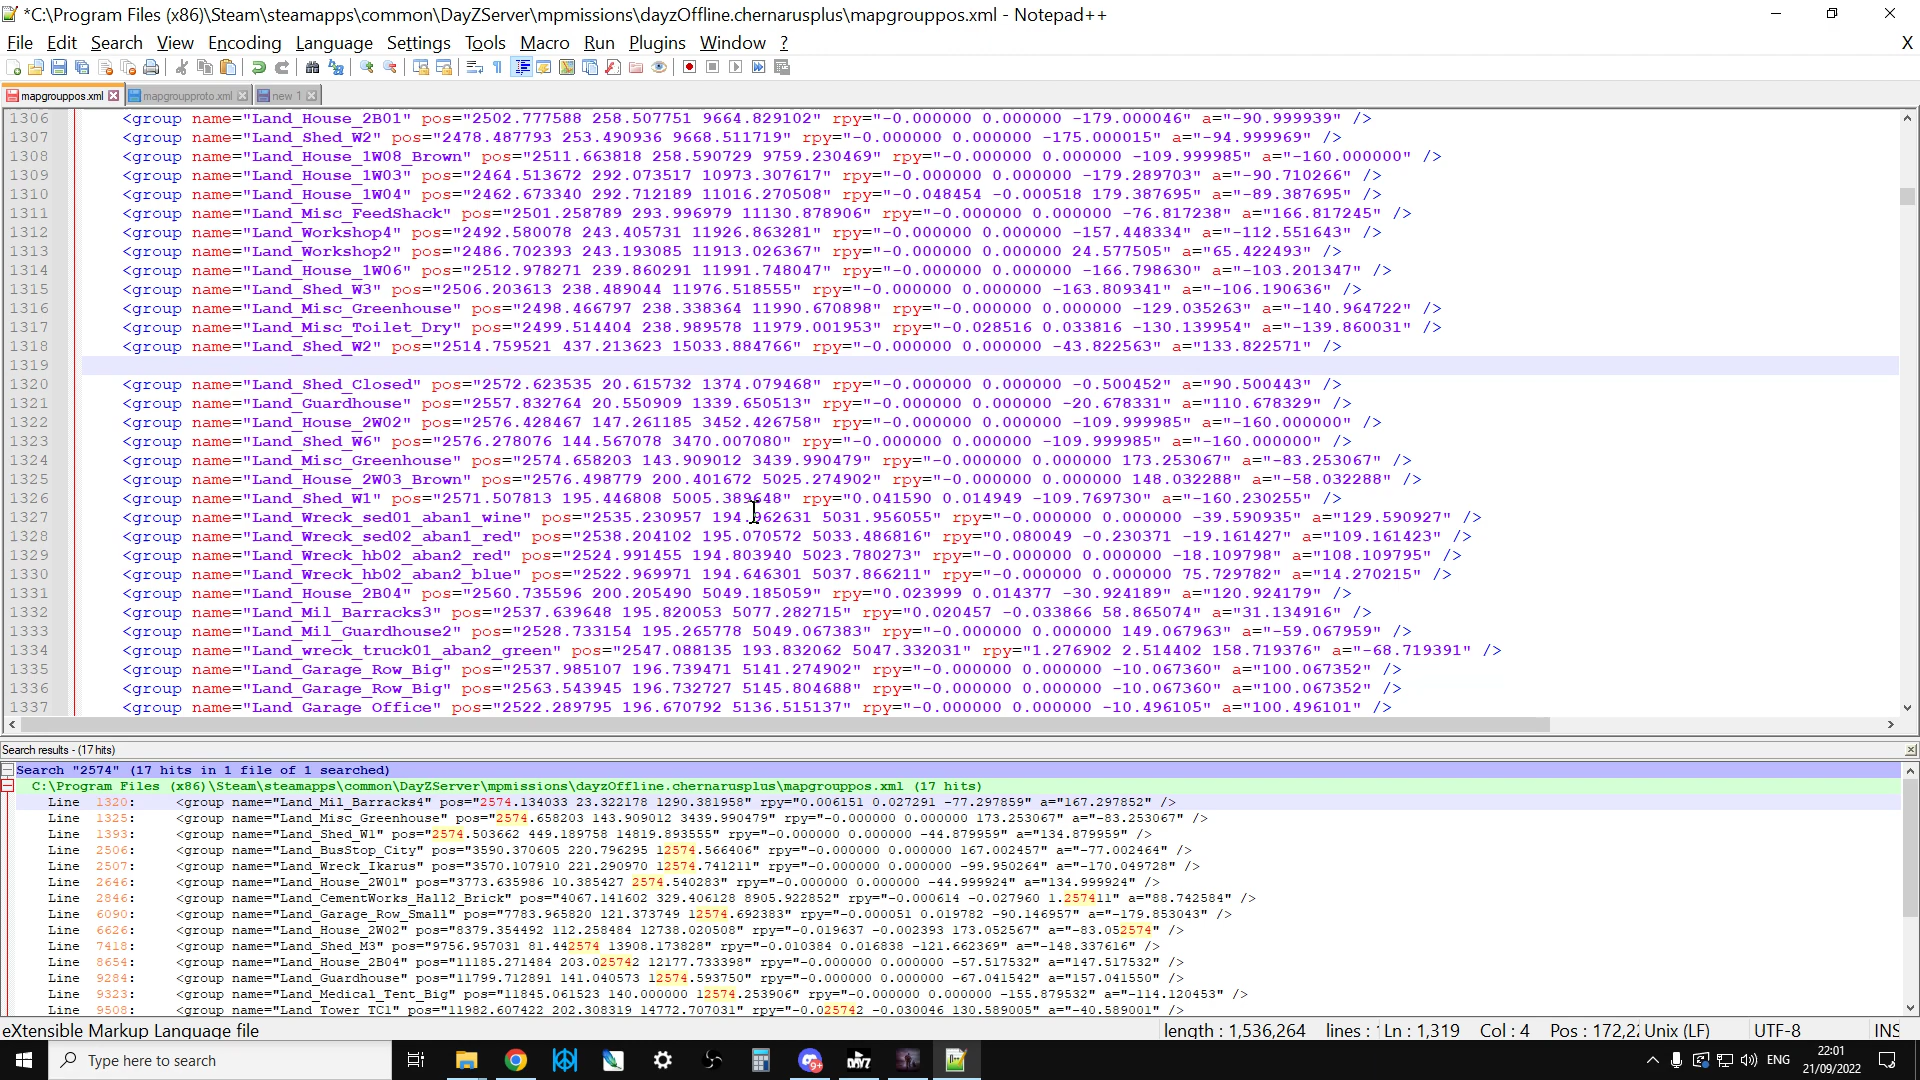 *C:\Program Files (x86)\Steam\steamapps\common\DayZServer\mpmissions\dayzOffline.chernarusplus\mapgrouppos.xml - Notepad++
File Edit Search View Encoding Language Settings Tools Macro Run Plugins Window ? X
mapgrouppos.xml mapgroupproto.xml new 1
1306 <group name="Land_House_2B01" pos="2502.777588 258.507751 9664.829102" rpy="-0.000000 0.000000 -179.000046" a="-90.999939" />
1307 <group name="Land_Shed_W2" pos="2478.487793 253.490936 9668.511719" rpy="-0.000000 0.000000 -175.000015" a="-94.999969" />
1308 <group name="Land_House_1W08_Brown" pos="2511.663818 258.590729 9759.230469" rpy="-0.000000 0.000000 -109.999985" a="-160.000000" />
1309 <group name="Land_House_1W03" pos="2464.513672 292.073517 10973.307617" rpy="-0.000000 0.000000 -179.289703" a="-90.710266" />
1310 <group name="Land_House_1W04" pos="2462.673340 292.712189 11016.270508" rpy="-0.048454 -0.000518 179.387695" a="-89.387695" />
1311 <group name="Land_Misc_FeedShack" pos="2501.258789 293.996979 11130.878906" rpy="-0.000000 0.000000 -76.817238" a="166.817245" />
1312 <group name="Land_Workshop4" pos="2492.580078 243.405731 11926.863281" rpy="-0.000000 0.000000 -157.448334" a="-112.551643" />
1313 <group name="Land_Workshop2" pos="2486.702393 243.193085 11913.026367" rpy="-0.000000 0.000000 24.577505" a="65.422493" />
1314 <group name="Land_House_1W06" pos="2512.978271 239.860291 11991.748047" rpy="-0.000000 0.000000 -166.798630" a="-103.201347" />
1315 <group name="Land_Shed_W3" pos="2506.203613 238.489044 11976.518555" rpy="-0.000000 0.000000 -163.809341" a="-106.190636" />
1316 <group name="Land_Misc_Greenhouse" pos="2498.466797 238.338364 11990.670898" rpy="-0.000000 0.000000 -129.035263" a="-140.964722" />
1317 <group name="Land_Misc_Toilet_Dry" pos="2499.514404 238.989578 11979.001953" rpy="-0.028516 0.033816 -130.139954" a="-139.860031" />
1318 <group name="Land_Shed_W2" pos="2514.759521 437.213623 15033.884766" rpy="-0.000000 0.000000 -43.822563" a="133.822571" />
1319
1320 <group name="Land_Shed_Closed" pos="2572.623535 20.615732 1374.079468" rpy="-0.000000 0.000000 -0.500452" a="90.500443" />
1321 <group name="Land_Guardhouse" pos="2557.832764 20.550909 1339.650513" rpy="-0.000000 0.000000 -20.678331" a="110.678329" />
1322 <group name="Land_House_2W02" pos="2576.428467 147.261185 3452.426758" rpy="-0.000000 0.000000 -109.999985" a="-160.000000" />
1323 <group name="Land_Shed_W6" pos="2576.278076 144.567078 3470.007080" rpy="-0.000000 0.000000 -109.999985" a="-160.000000" />
1324 <group name="Land_Misc_Greenhouse" pos="2574.658203 143.909012 3439.990479" rpy="-0.000000 0.000000 173.253067" a="-83.253067" />
1325 <group name="Land_House_2W03_Brown" pos="2576.498779 200.401672 5025.274902" rpy="-0.000000 0.000000 148.032288" a="-58.032288" />
1326 <group name="Land_Shed_W1" pos="2571.507813 195.446808 5005.389648" rpy="0.041590 0.014949 -109.769730" a="-160.230255" />
1327 <group name="Land_Wreck_sed01_aban1_wine" pos="2535.230957 194.962631 5031.956055" rpy="-0.000000 0.000000 -39.590935" a="129.590927" />
1328 <group name="Land_Wreck_sed02_aban1_red" pos="2538.204102 195.070572 5033.486816" rpy="0.080049 -0.230371 -19.161427" a="109.161423" />
1329 <group name="Land_Wreck_hb02_aban2_red" pos="2524.991455 194.803940 5023.780273" rpy="-0.000000 0.000000 -18.109798" a="108.109795" />
1330 <group name="Land_Wreck_hb02_aban2_blue" pos="2522.969971 194.646301 5037.866211" rpy="-0.000000 0.000000 75.729782" a="14.270215" />
1331 <group name="Land_House_2B04" pos="2560.735596 200.205490 5049.185059" rpy="0.023999 0.014377 -30.924189" a="120.924179" />
1332 <group name="Land_Mil_Barracks3" pos="2537.639648 195.820053 5077.282715" rpy="0.020457 -0.033866 58.865074" a="31.134916" />
1333 <group name="Land_Mil_Guardhouse2" pos="2528.733154 195.265778 5049.067383" rpy="-0.000000 0.000000 149.067963" a="-59.067959" />
1334 <group name="Land_wreck_truck01_aban2_green" pos="2547.088135 193.832062 5047.332031" rpy="1.276902 2.514402 158.719376" a="-68.719391" />
1335 <group name="Land_Garage_Row_Big" pos="2537.985107 196.739471 5141.274902" rpy="-0.000000 0.000000 -10.067360" a="100.067352" />
1336 <group name="Land_Garage_Row_Big" pos="2563.543945 196.732727 5145.804688" rpy="-0.000000 0.000000 -10.067360" a="100.067352" />
1337 <group name="Land_Garage_Office" pos="2522.289795 196.670792 5136.515137" rpy="-0.000000 0.000000 -10.496105" a="100.496101" />
Search results - (17 hits)
Search "2574" (17 hits in 1 file of 1 searched)
C:\Program Files (x86)\Steam\steamapps\common\DayZServer\mpmissions\dayzOffline.chernarusplus\mapgrouppos.xml (17 hits)
Line 1320: <group name="Land_Mil_Barracks4" pos="2574.134033 23.322178 1290.381958" rpy="0.006151 0.027291 -77.297859" a="167.297852" />
Line 1325: <group name="Land_Misc_Greenhouse" pos="2574.658203 143.909012 3439.990479" rpy="-0.000000 0.000000 173.253067" a="-83.253067" />
Line 1393: <group name="Land_Shed_W1" pos="2574.503662 449.189758 14819.893555" rpy="-0.000000 0.000000 -44.879959" a="134.879959" />
Line 2506: <group name="Land_BusStop_City" pos="3590.370605 220.796295 12574.566406" rpy="-0.000000 0.000000 167.002457" a="-77.002464" />
Line 2507: <group name="Land_Wreck_Ikarus" pos="3570.107910 221.290970 12574.741211" rpy="-0.000000 0.000000 -99.950264" a="-170.049728" />
Line 2646: <group name="Land_House_2W01" pos="3773.635986 10.385427 2574.540283" rpy="-0.000000 0.000000 -44.999924" a="134.999924" />
Line 2846: <group name="Land_CementWorks_Hall2_Brick" pos="4067.141602 329.406128 8905.922852" rpy="-0.000614 -0.027960 1.257411" a="88.742584" />
Line 6090: <group name="Land_Garage_Row_Small" pos="7783.965820 121.373749 12574.692383" rpy="-0.000051 0.019782 -90.146957" a="-179.853043" />
Line 6626: <group name="Land_House_2W02" pos="8379.354492 112.258484 12738.020508" rpy="-0.019637 -0.002393 173.052567" a="-83.052574" />
Line 7418: <group name="Land_Shed_M3" pos="9756.957031 81.442574 13908.173828" rpy="-0.010384 0.016838 -121.662369" a="-148.337616" />
Line 8654: <group name="Land_House_2B04" pos="11185.271484 203.025742 12177.733398" rpy="-0.000000 0.000000 -57.517532" a="147.517532" />
Line 9284: <group name="Land_Guardhouse" pos="11799.712891 141.040573 12574.593750" rpy="-0.000000 0.000000 -67.041542" a="157.041550" />
Line 9323: <group name="Land_Medical_Tent_Big" pos="11845.061523 140.000000 12574.253906" rpy="-0.000000 0.000000 -155.879532" a="-114.120453" />
Line 9508: <group name="Land_Tower_TC1" pos="11982.607422 202.308319 14772.707031" rpy="-0.025742 -0.030046 130.589005" a="-40.589001" />
eXtensible Markup Language file length : 1,536,264 lines : Ln : 1,319 Col : 4 Pos : 172,2 Unix (LF) UTF-8 INS
Type here to search ENG 22:01
21/09/2022